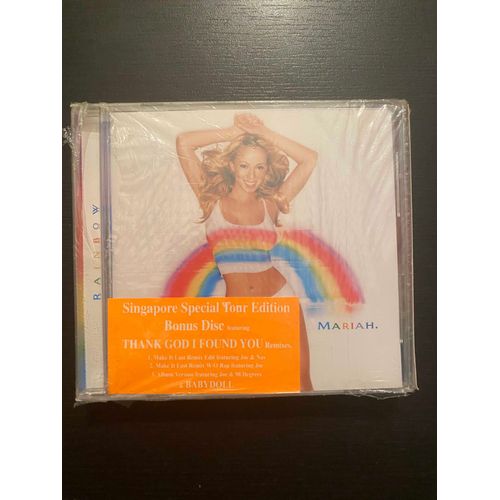 RAINBOW
MARIAH.
Singapore Special Tour Edition
Bonus Disc featuring
THANK GOD I FOUND YOU Remixes.
1. Make It Last Remix Edit featuring Joe & Nas
2. Make It Last Remix W/O Rap featuring Joe
3. Album Version featuring Joe & 98 Degrees
& BABYDOLL